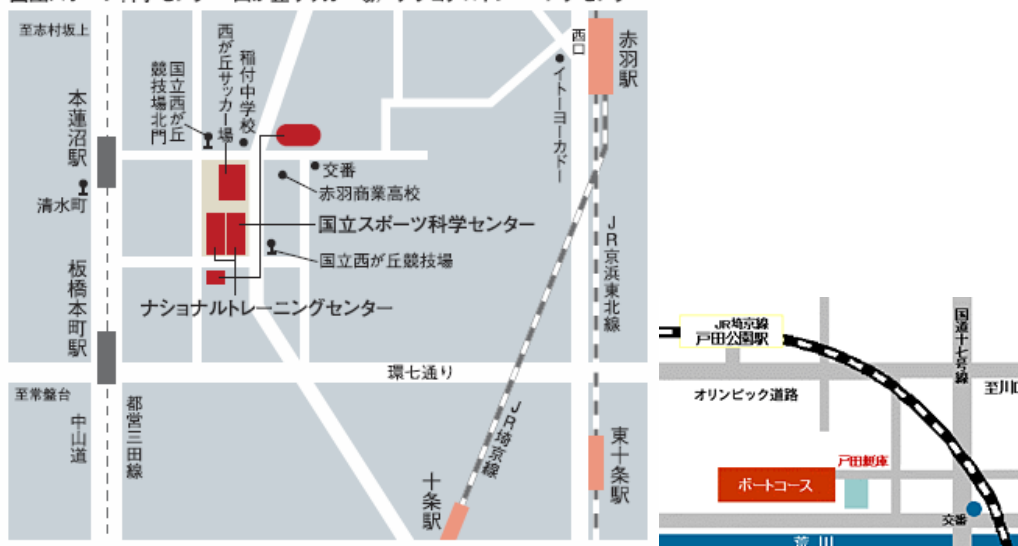 至志村坂上
西が丘サッカー場
稲付中学校
国立西が丘
競技場北門
西口
赤羽駅
イトーヨーカドー
本蓮沼駅
交番
赤羽商業高校
清水町
国立スポーツ科学センター
国立西が丘競技場
板橋本町駅
ナショナルトレーニングセンター
JR京浜東北線
環七通り
至常盤台
中山道
都営三田線
JR埼京線
十条駅
東十条駅
JR埼京線
戸田公園駅
国道十七号線
至川口
オリンピック道路
戸田艇庫
ボートコース
交番
荒川